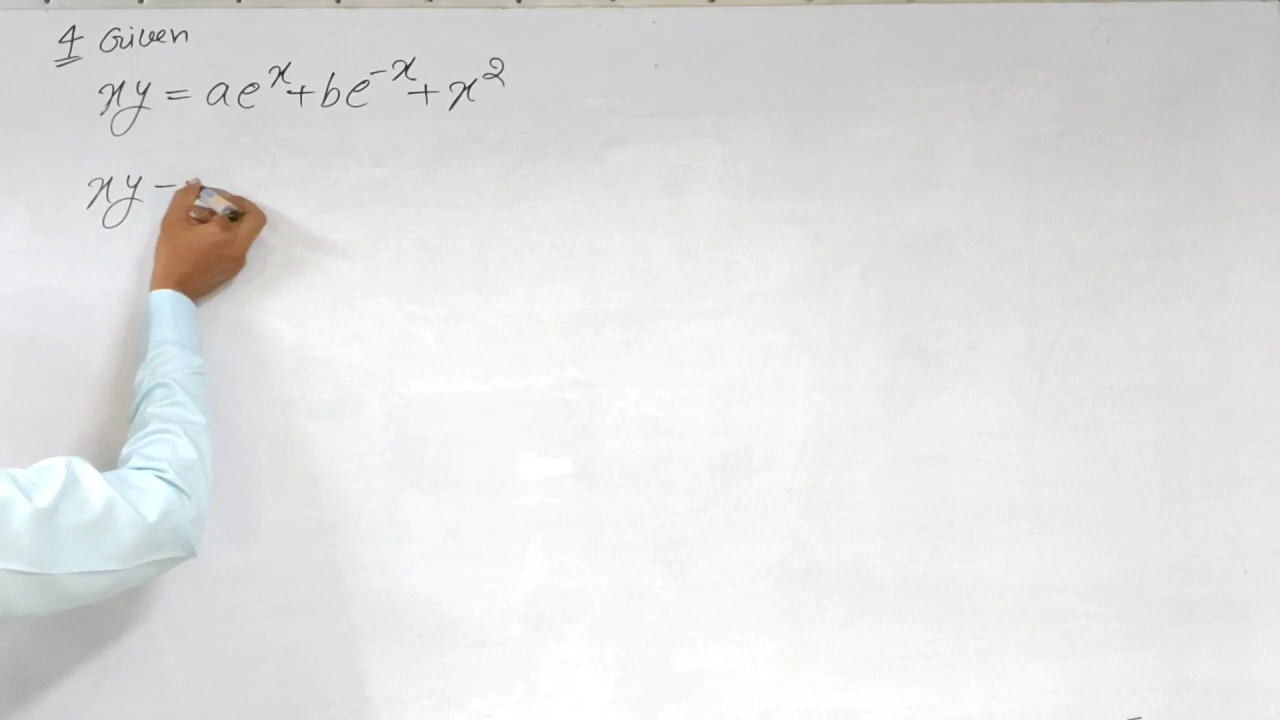 4 Given
xy = ae^x + be^-x + x^2
xy -